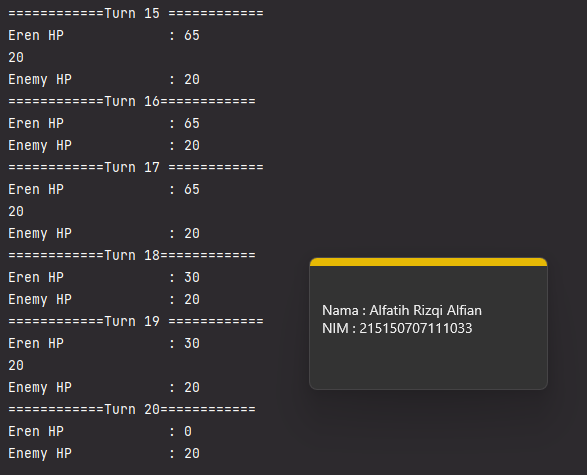 ============Turn 15 ============
Eren HP             : 65
20
Enemy HP            : 20
============Turn 16============
Eren HP             : 65
Enemy HP            : 20
============Turn 17 ============
Eren HP             : 65
20
Enemy HP            : 20
============Turn 18============
Eren HP             : 30
Enemy HP            : 20
============Turn 19 ============
Eren HP             : 30
20
Enemy HP            : 20
============Turn 20============
Eren HP             : 0
Enemy HP            : 20
Nama : Alfatih Rizqi Alfian
NIM : 215150707111033